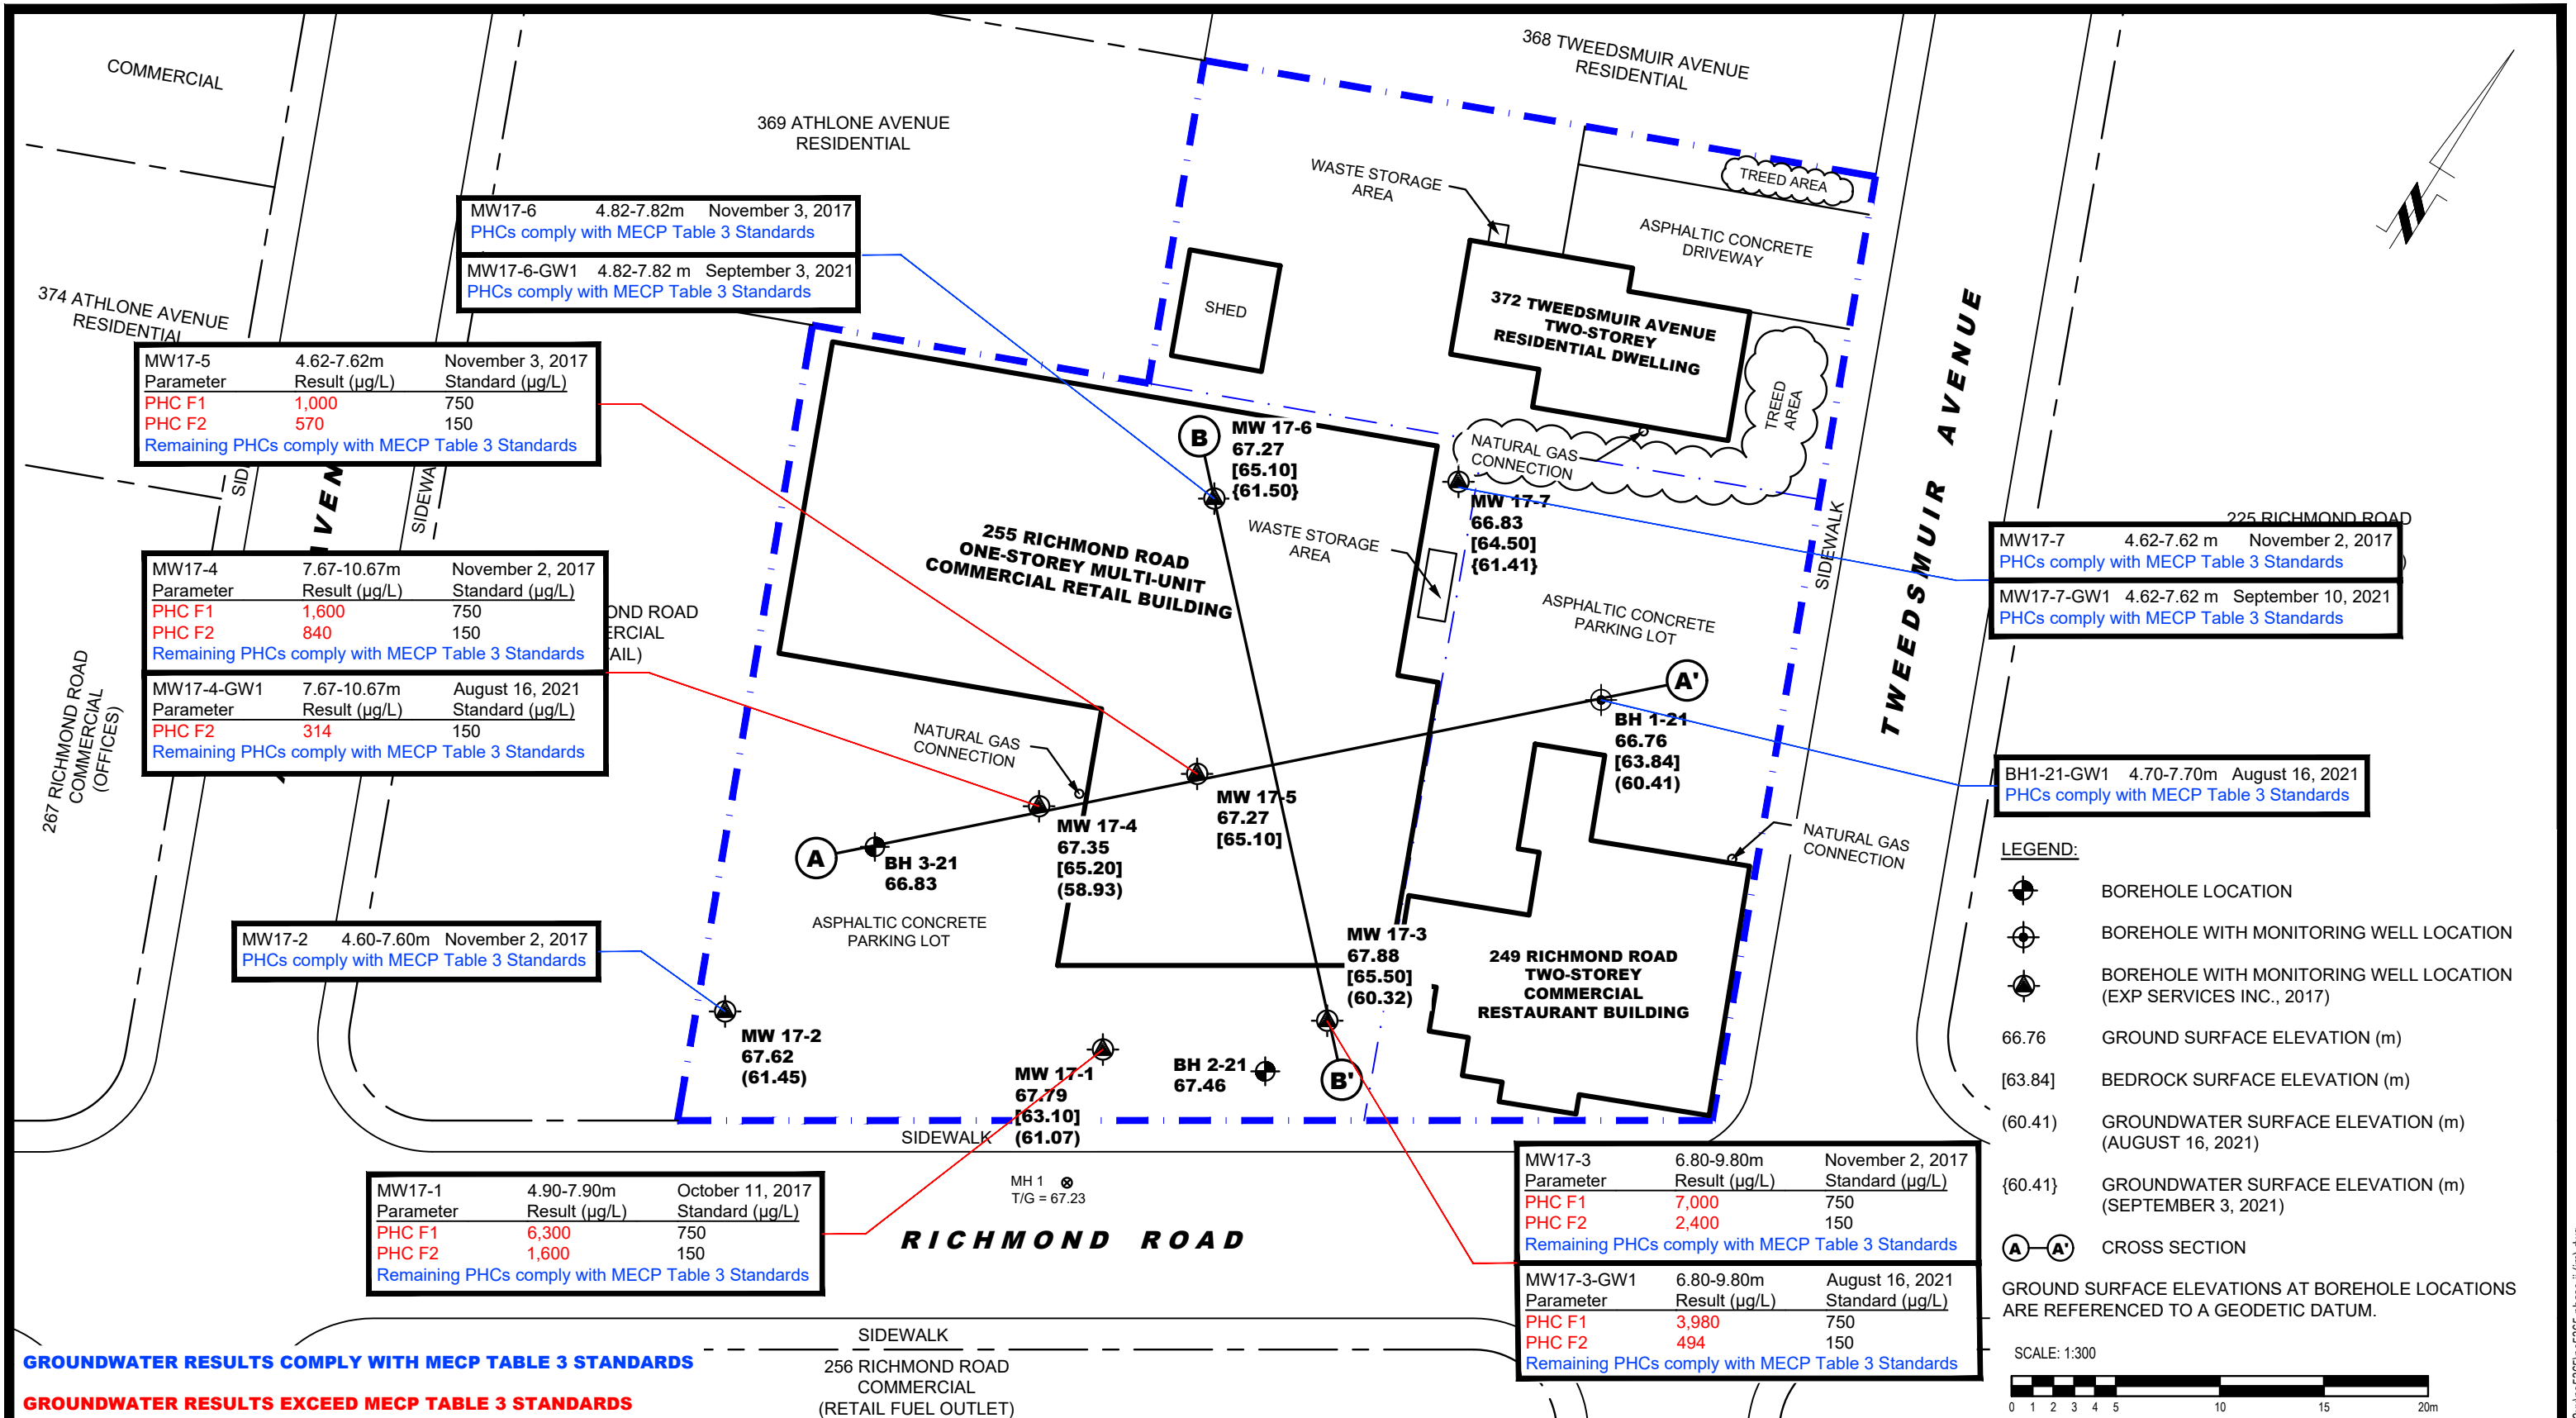 COMMERCIAL
369 ATHLONE AVENUE
RESIDENTIAL
368 TWEEDSMUIR AVENUE
RESIDENTIAL
374 ATHLONE AVENUE
RESIDENTIAL
MW17-6 4.82-7.82m November 3, 2017
PHCs comply with MECP Table 3 Standards
MW17-6-GW1 4.82-7.82 m September 3, 2021
PHCs comply with MECP Table 3 Standards
WASTE STORAGE
AREA
TREED AREA
ASPHALTIC CONCRETE
DRIVEWAY
SHED
372 TWEEDSMUIR AVENUE
TWO-STOREY
RESIDENTIAL DWELLING
TREED
AREA
NATURAL GAS
CONNECTION
MW17-5 4.62-7.62m November 3, 2017
Parameter Result (µg/L) Standard (µg/L)
PHC F1 1,000 750
PHC F2 570 150
Remaining PHCs comply with MECP Table 3 Standards
SID
VEN
SIDEWA
MW17-4 7.67-10.67m November 2, 2017
Parameter Result (µg/L) Standard (µg/L)
PHC F1 1,600 750
PHC F2 840 150
Remaining PHCs comply with MECP Table 3 Standards
MW17-4-GW1 7.67-10.67m August 16, 2021
Parameter Result (µg/L) Standard (µg/L)
PHC F2 314 150
Remaining PHCs comply with MECP Table 3 Standards
OND ROAD
ERCIAL
AIL)
267 RICHMOND ROAD
COMMERCIAL
(OFFICES)
B
MW 17-6
67.27
[65.10]
{61.50}
255 RICHMOND ROAD
ONE-STOREY MULTI-UNIT
COMMERCIAL RETAIL BUILDING
WASTE STORAGE
AREA
MW 17-7
66.83
[64.50]
{61.41}
ASPHALTIC CONCRETE
PARKING LOT
SIDEWALK
TWEEDSMUIR AVENUE
225 RICHMOND ROAD
)
MW17-7 4.62-7.62 m November 2, 2017
PHCs comply with MECP Table 3 Standards
MW17-7-GW1 4.62-7.62 m September 10, 2021
PHCs comply with MECP Table 3 Standards
A'
BH 1-21
66.76
[63.84]
(60.41)
BH1-21-GW1 4.70-7.70m August 16, 2021
PHCs comply with MECP Table 3 Standards
NATURAL GAS
CONNECTION
MW 17-5
67.27
[65.10]
MW 17-4
67.35
[65.20]
(58.93)
A
BH 3-21
66.83
NATURAL GAS
CONNECTION
ASPHALTIC CONCRETE
PARKING LOT
MW17-2 4.60-7.60m November 2, 2017
PHCs comply with MECP Table 3 Standards
MW 17-2
67.62
(61.45)
MW 17-1
67.79
[63.10]
(61.07)
BH 2-21
67.46
MW 17-3
67.88
[65.50]
(60.32)
B'
249 RICHMOND ROAD
TWO-STOREY
COMMERCIAL
RESTAURANT BUILDING
SIDEWALK
MH 1
T/G = 67.23
RICHMOND ROAD
MW17-1 4.90-7.90m October 11, 2017
Parameter Result (µg/L) Standard (µg/L)
PHC F1 6,300 750
PHC F2 1,600 150
Remaining PHCs comply with MECP Table 3 Standards
MW17-3 6.80-9.80m November 2, 2017
Parameter Result (µg/L) Standard (µg/L)
PHC F1 7,000 750
PHC F2 2,400 150
Remaining PHCs comply with MECP Table 3 Standards
MW17-3-GW1 6.80-9.80m August 16, 2021
Parameter Result (µg/L) Standard (µg/L)
PHC F1 3,980 750
PHC F2 494 150
Remaining PHCs comply with MECP Table 3 Standards
SIDEWALK
256 RICHMOND ROAD
COMMERCIAL
(RETAIL FUEL OUTLET)
GROUNDWATER RESULTS COMPLY WITH MECP TABLE 3 STANDARDS
GROUNDWATER RESULTS EXCEED MECP TABLE 3 STANDARDS
LEGEND:
BOREHOLE LOCATION
BOREHOLE WITH MONITORING WELL LOCATION
BOREHOLE WITH MONITORING WELL LOCATION
(EXP SERVICES INC., 2017)
66.76 GROUND SURFACE ELEVATION (m)
[63.84] BEDROCK SURFACE ELEVATION (m)
(60.41) GROUNDWATER SURFACE ELEVATION (m)
(AUGUST 16, 2021)
{60.41} GROUNDWATER SURFACE ELEVATION (m)
(SEPTEMBER 3, 2021)
A A' CROSS SECTION
GROUND SURFACE ELEVATIONS AT BOREHOLE LOCATIONS
ARE REFERENCED TO A GEODETIC DATUM.
SCALE: 1:300
0 1 2 3 4 5 10 15 20m